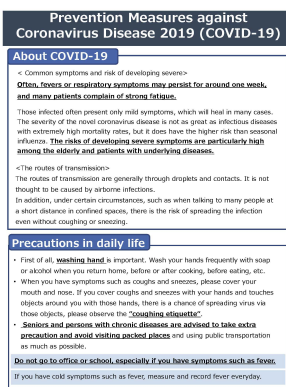 Prevention Measures against
Coronavirus Disease 2019 (COVID-19)
About COVID-19
< Common symptoms and risk of developing severe>
Often, fevers or respiratory symptoms may persist for around one week,
and many patients complain of strong fatigue.
Those infected often present only mild symptoms, which will heal in many cases.
The severity of the novel coronavirus disease is not as great as infectious diseases
with extremely high mortality rates, but it does have the higher risk than seasonal
influenza. The risks of developing severe symptoms are particularly high
among the elderly and patients with underlying diseases.
<The routes of transmission>
The routes of transmission are generally through droplets and contacts. It is not
thought to be caused by airborne infections.
In addition, under certain circumstances, such as when talking to many people at
a short distance in confined spaces, there is the risk of spreading the infection
even without coughing or sneezing.
Precautions in daily life
• First of all, washing hand is important. Wash your hands frequently with soap
or alcohol when you return home, before or after cooking, before eating, etc.
• When you have symptoms such as coughs and sneezes, please cover your
mouth and nose. If you cover coughs and sneezes with your hands and touches
objects around you with those hands, there is a chance of spreading virus via
those objects, please observe the "coughing etiquette".
• Seniors and persons with chronic diseases are advised to take extra
precaution and avoid visiting packed places and using public transportation
as much as possible.
Do not go to office or school, especially if you have symptoms such as fever.
If you have cold symptoms such as fever, measure and record fever everyday.